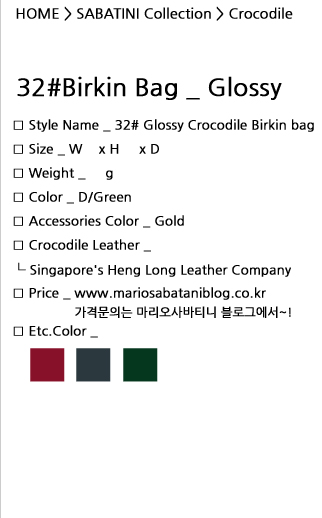 HOME > SABATINI Collection > Crocodile
32#Birkin Bag _ Glossy
□ Style Name _ 32# Glossy Crocodile Birkin bag
□ Size _ W x H x D
□ Weight _ g
□ Color _ D/Green
□ Accessories Color _ Gold
□ Crocodile Leather _
└ Singapore's Heng Long Leather Company
□ Price _ www.mariosabataniblog.co.kr
가격문의는 마리오사바티니 블로그에서~!
□ Etc.Color _